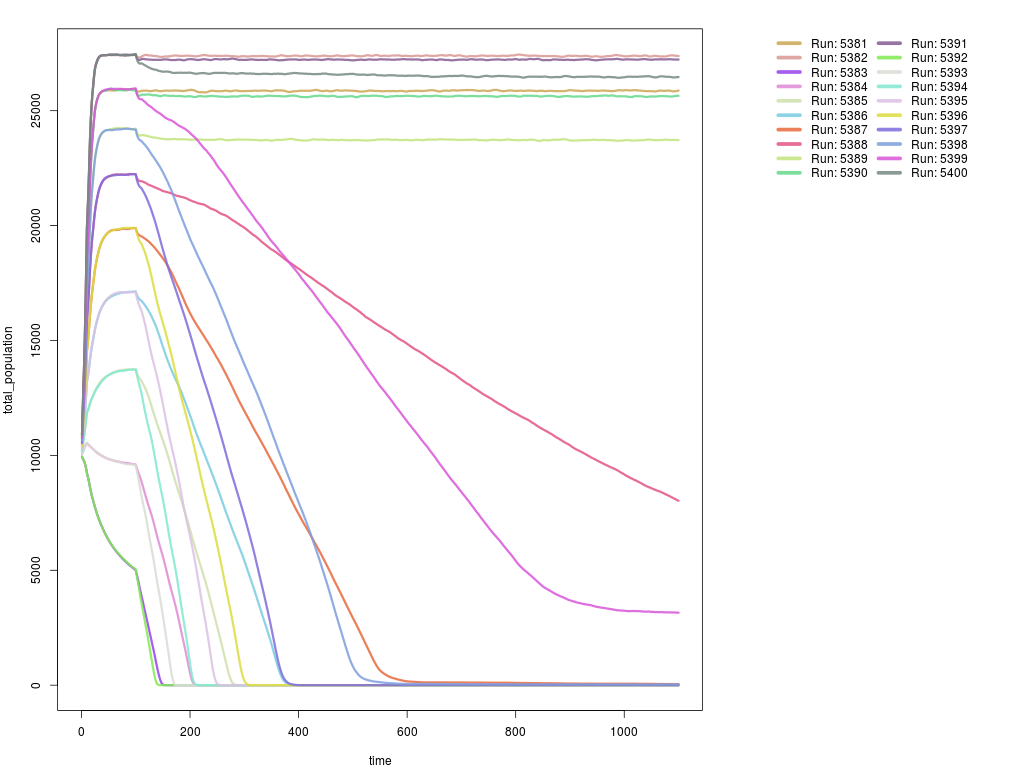 total_population
25000
20000
15000
10000
5000
0
0 200 400 600 800 1000
time
Run: 5381 Run: 5391
Run: 5382 Run: 5392
Run: 5383 Run: 5393
Run: 5384 Run: 5394
Run: 5385 Run: 5395
Run: 5386 Run: 5396
Run: 5387 Run: 5397
Run: 5388 Run: 5398
Run: 5389 Run: 5399
Run: 5390 Run: 5400